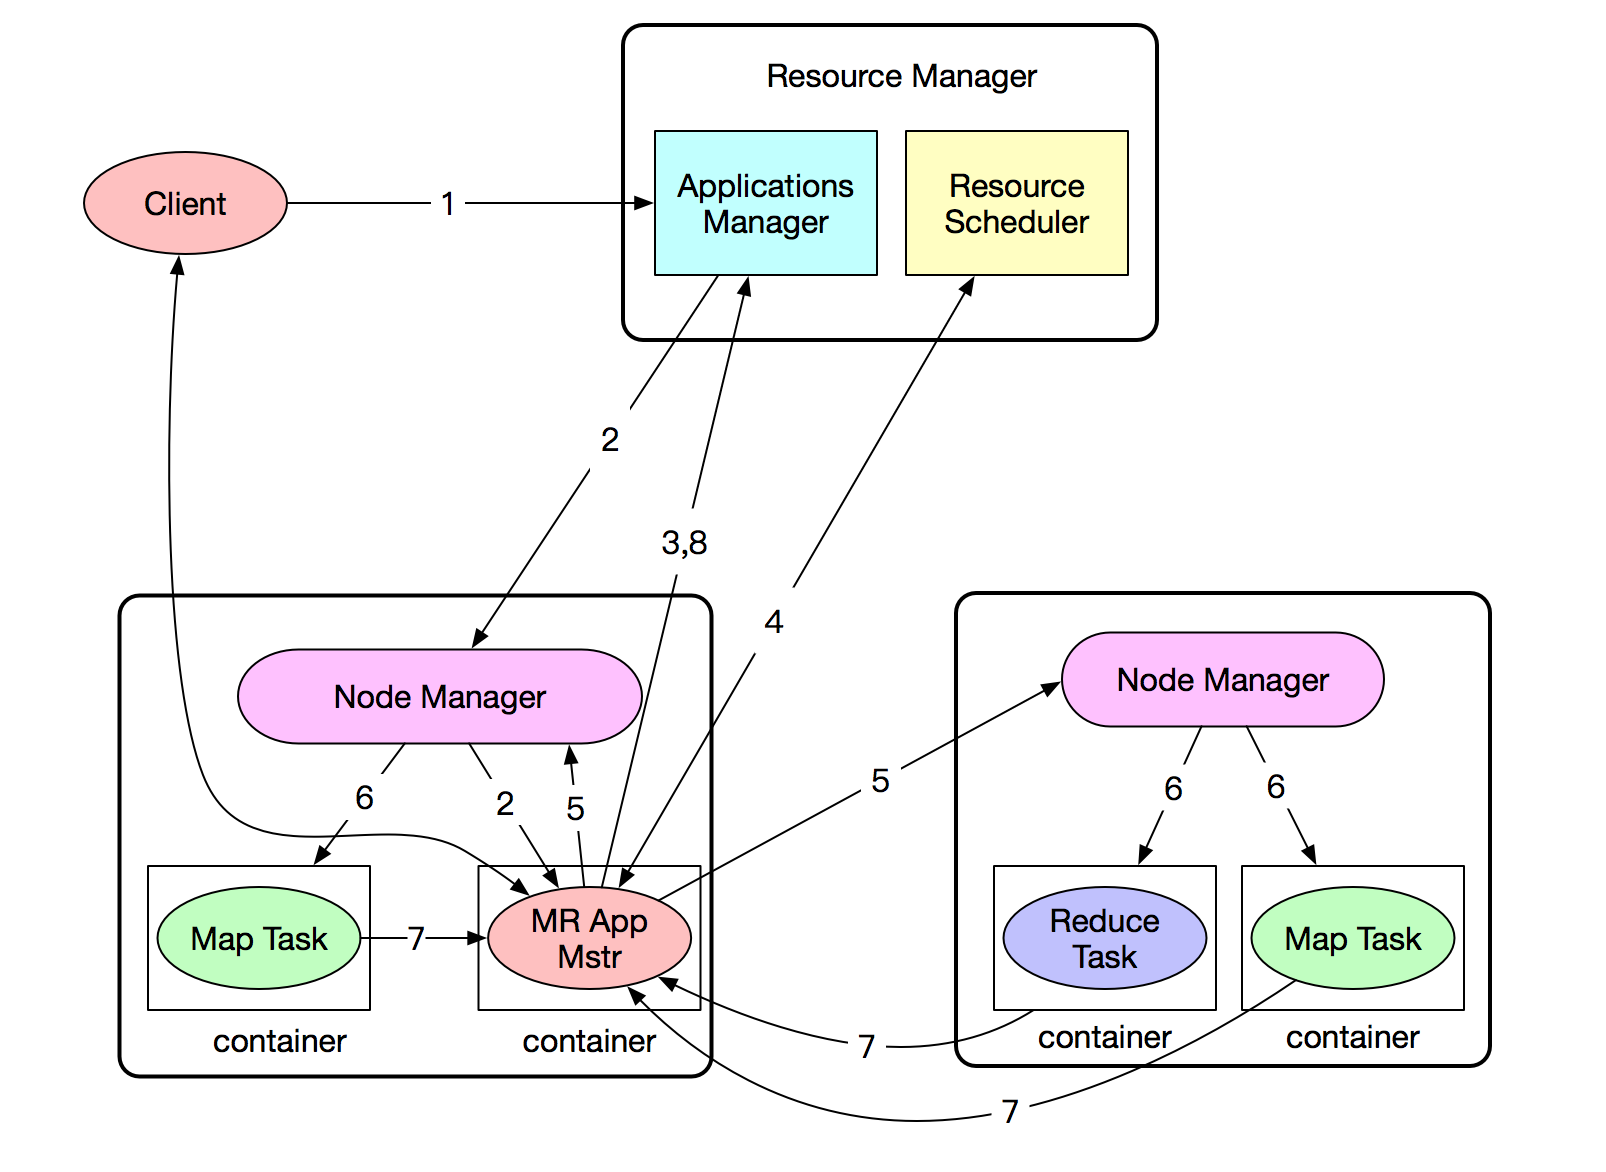 Resource Manager
Applications
Manager
Resource
Scheduler
Client
1
2
3,8
4
Node Manager
Node Manager
5
6
2
5
6
6
Map Task
7
MR App
Mstr
Reduce
Task
Map Task
container
container
container
container
7
7